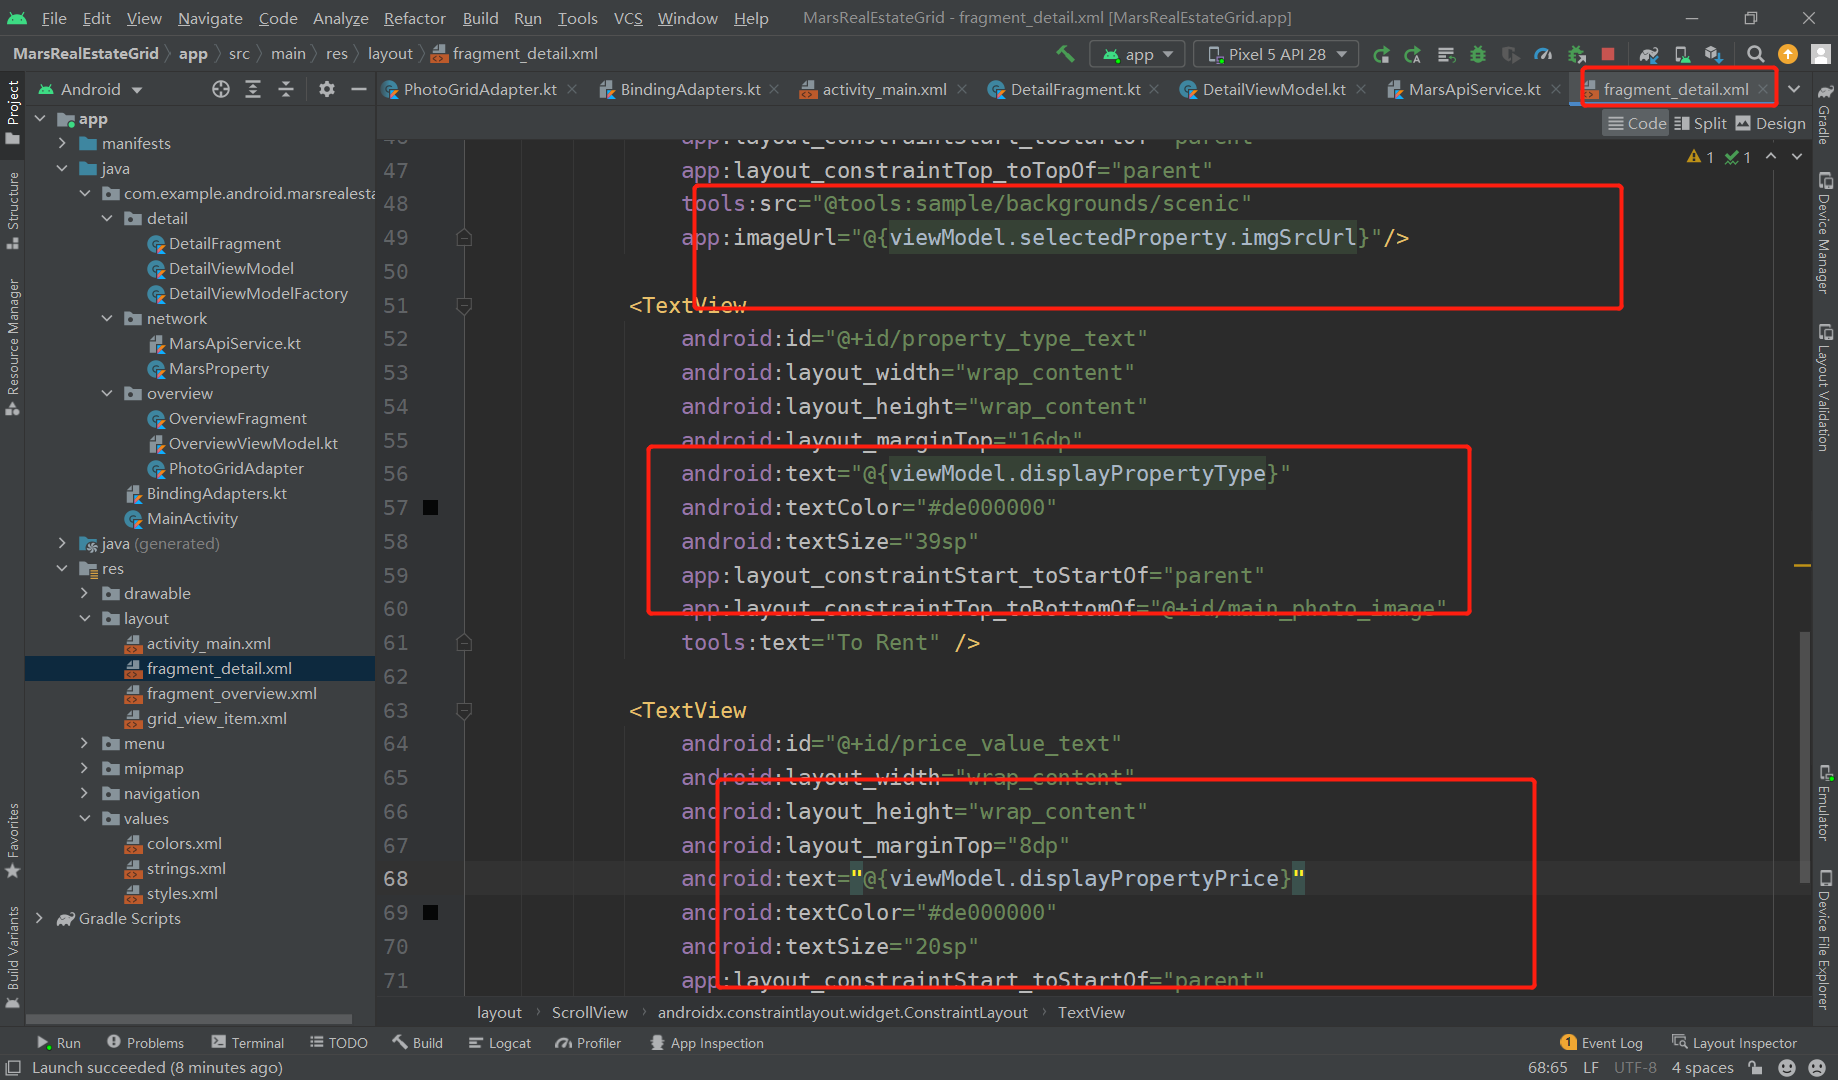 File Edit View Navigate Code Analyze Refactor Build Run Tools VCS Window Help MarsRealEstateGrid - fragment_detail.xml [MarsRealEstateGrid.app]
MarsRealEstateGrid app src main res layout fragment_detail.xml app Pixel 5 API 28
Android PhotoGridAdapter.kt BindingAdapters.kt activity_main.xml DetailFragment.kt DetailViewModel.kt MarsApiService.kt fragment_detail.xml
Code Split Design
1 1
Project
Structure
Resource Manager
Favorites
Build Variants
app
manifests
java
com.example.android.marsrealesta
detail
DetailFragment
DetailViewModel
DetailViewModelFactory
network
MarsApiService.kt
MarsProperty
overview
OverviewFragment
OverviewViewModel.kt
PhotoGridAdapter
BindingAdapters.kt
MainActivity
java (generated)
res
drawable
layout
activity_main.xml
fragment_detail.xml
fragment_overview.xml
grid_view_item.xml
menu
mipmap
navigation
values
colors.xml
strings.xml
styles.xml
Gradle Scripts
46 app:layout_constraintStart_toStartOf="parent"
47 app:layout_constraintTop_toTopOf="parent"
48 tools:src="@tools:sample/backgrounds/scenic"
49 app:imageUrl="@{viewModel.selectedProperty.imgSrcUrl}"/>
50
51 <TextView
52 android:id="@+id/property_type_text"
53 android:layout_width="wrap_content"
54 android:layout_height="wrap_content"
55 android:layout_marginTop="16dp"
56 android:text="@{viewModel.displayPropertyType}"
57 android:textColor="#de000000"
58 android:textSize="39sp"
59 app:layout_constraintStart_toStartOf="parent"
60 app:layout_constraintTop_toBottomOf="@+id/main_photo_image"
61 tools:text="To Rent" />
62
63 <TextView
64 android:id="@+id/price_value_text"
65 android:layout_width="wrap_content"
66 android:layout_height="wrap_content"
67 android:layout_marginTop="8dp"
68 android:text="@{viewModel.displayPropertyPrice}"
69 android:textColor="#de000000"
70 android:textSize="20sp"
71 app:layout_constraintStart_toStartOf="parent"
Gradle
Device Manager
Layout Validation
Emulator
Device File Explorer
layout ScrollView androidx.constraintlayout.widget.ConstraintLayout TextView
Run Problems Terminal TODO Build Logcat Profiler App Inspection 1 Event Log Layout Inspector
Launch succeeded (8 minutes ago) 68:65 LF UTF-8 4 spaces